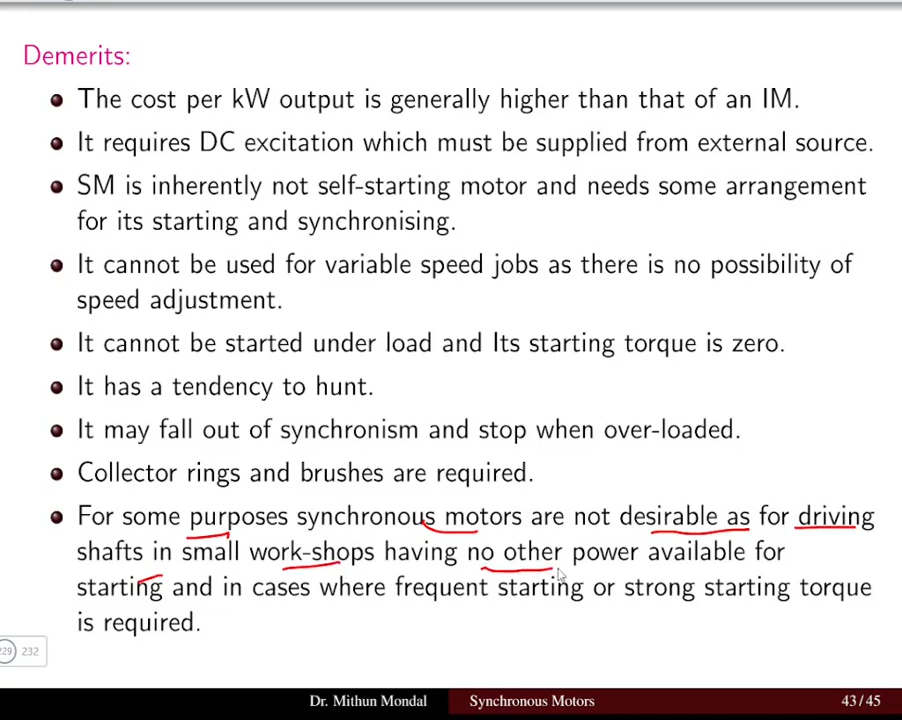 Demerits:
The cost per kW output is generally higher than that of an IM.
It requires DC excitation which must be supplied from external source.
SM is inherently not self-starting motor and needs some arrangement
for its starting and synchronising.
It cannot be used for variable speed jobs as there is no possibility of
speed adjustment.
It cannot be started under load and Its starting torque is zero.
It has a tendency to hunt.
It may fall out of synchronism and stop when over-loaded.
Collector rings and brushes are required.
For some purposes synchronous motors are not desirable as for driving
shafts in small work-shops having no other power available for
starting and in cases where frequent starting or strong starting torque
is required.
229 232
Dr. Mithun Mondal Synchronous Motors 43/45